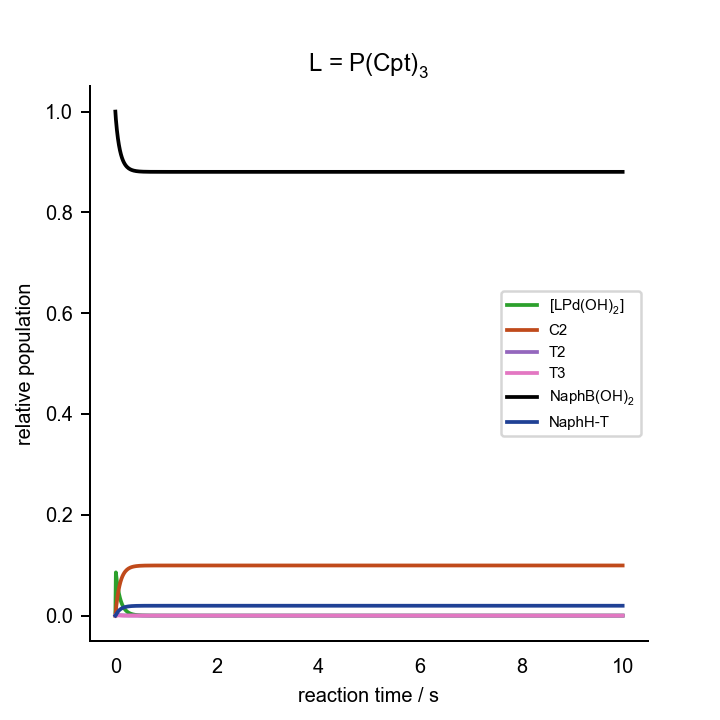 L = P(Cpt)₃
1.0
0.8
0.6
0.4
0.2
0.0
relative population
[LPd(OH)₂]
C2
T2
T3
NaphB(OH)₂
NaphH-T
0 2 4 6 8 10
reaction time / s